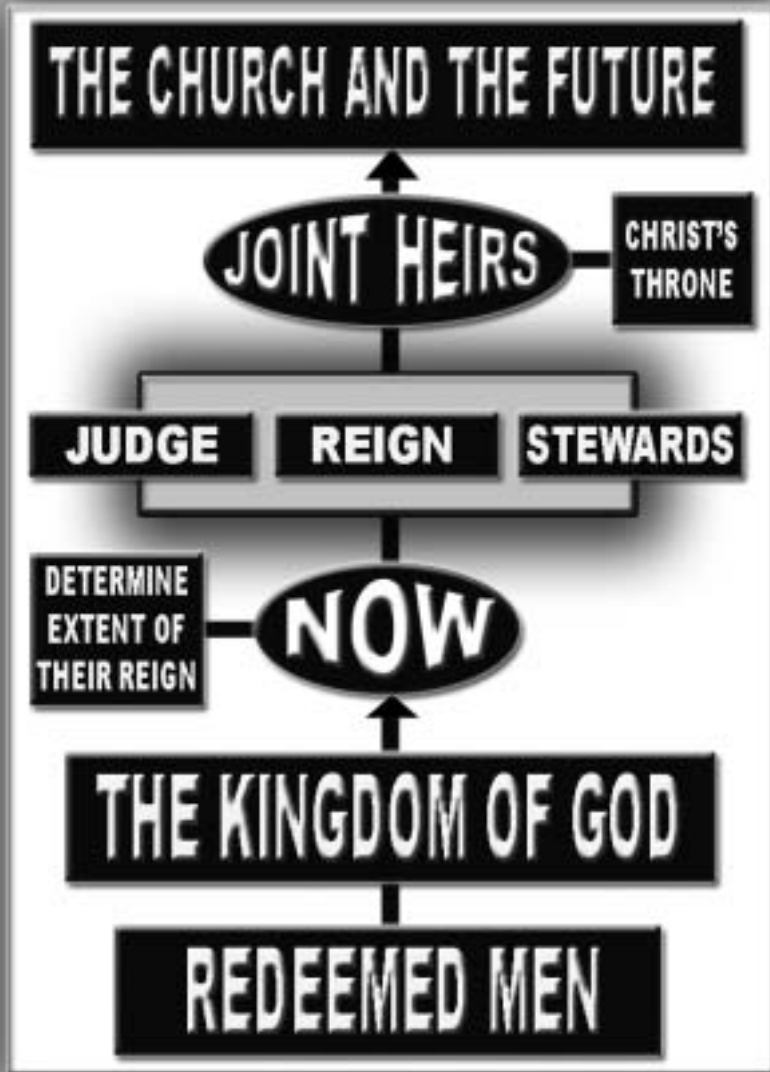 THE CHURCH AND THE FUTURE
JOINT HEIRS
CHRIST'S
THRONE
JUDGE
REIGN
STEWARDS
DETERMINE
EXTENT OF
THEIR REIGN
NOW
THE KINGDOM OF GOD
REDEEMED MEN